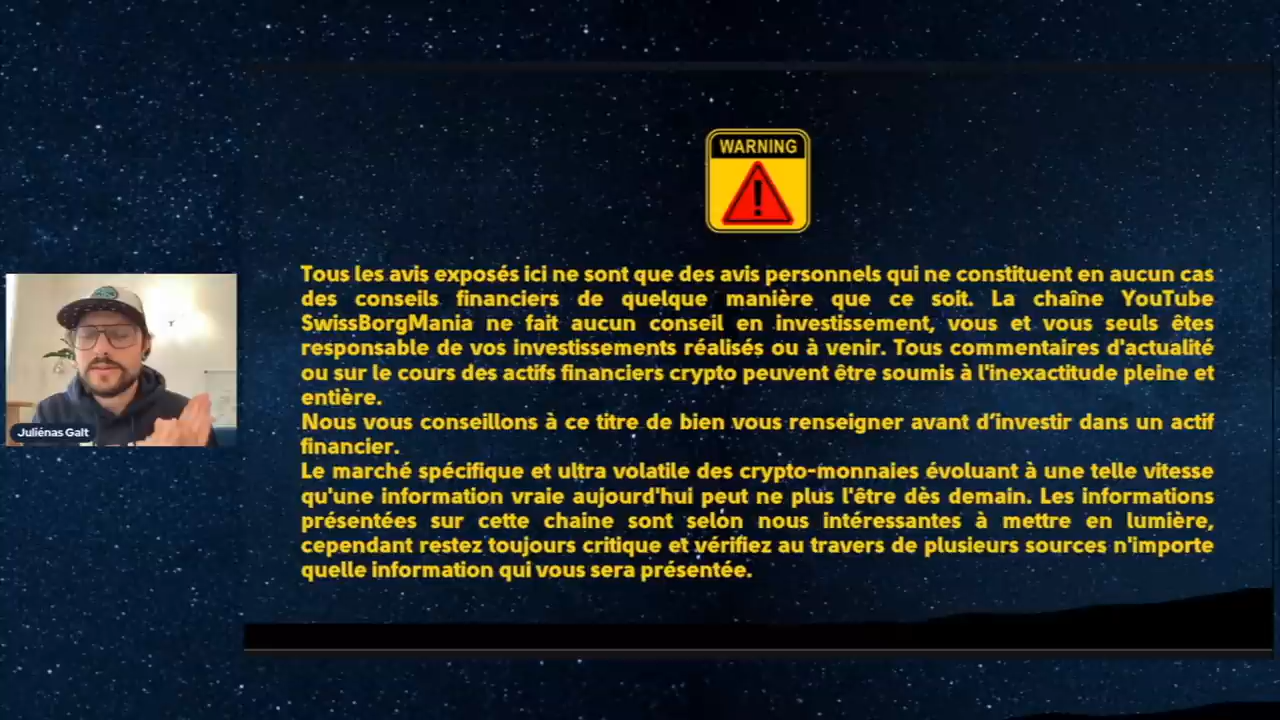 WARNING
Tous les avis exposés ici ne sont que des avis personnels qui ne constituent en aucun cas
des conseils financiers de quelque manière que ce soit. La chaîne YouTube
SwissBorgMania ne fait aucun conseil en investissement, vous et vous seuls êtes
responsable de vos investissements réalisés ou à venir. Tous commentaires d'actualité
ou sur le cours des actifs financiers crypto peuvent être soumis à l'inexactitude pleine et
entière.
Nous vous conseillons à ce titre de bien vous renseigner avant d’investir dans un actif
financier.
Le marché spécifique et ultra volatile des crypto-monnaies évoluant à une telle vitesse
qu'une information vraie aujourd'hui peut ne plus l'être dès demain. Les informations
présentées sur cette chaine sont selon nous intéressantes à mettre en lumière,
cependant restez toujours critique et vérifiez au travers de plusieurs sources n'importe
quelle information qui vous sera présentée.
Juliénas Galt